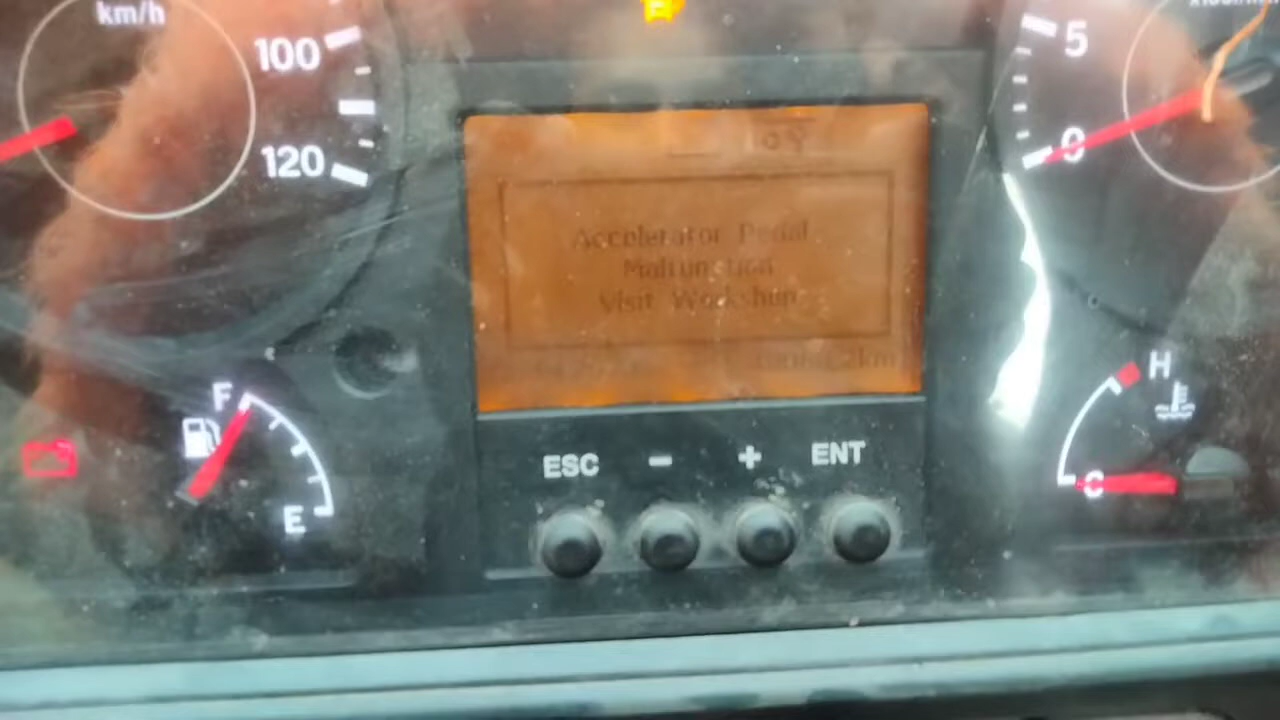 km/h
100
120
5
0
Accelerator Pedal
Malfunction
Visit Workshop
F
E
H
C
ESC - + ENT